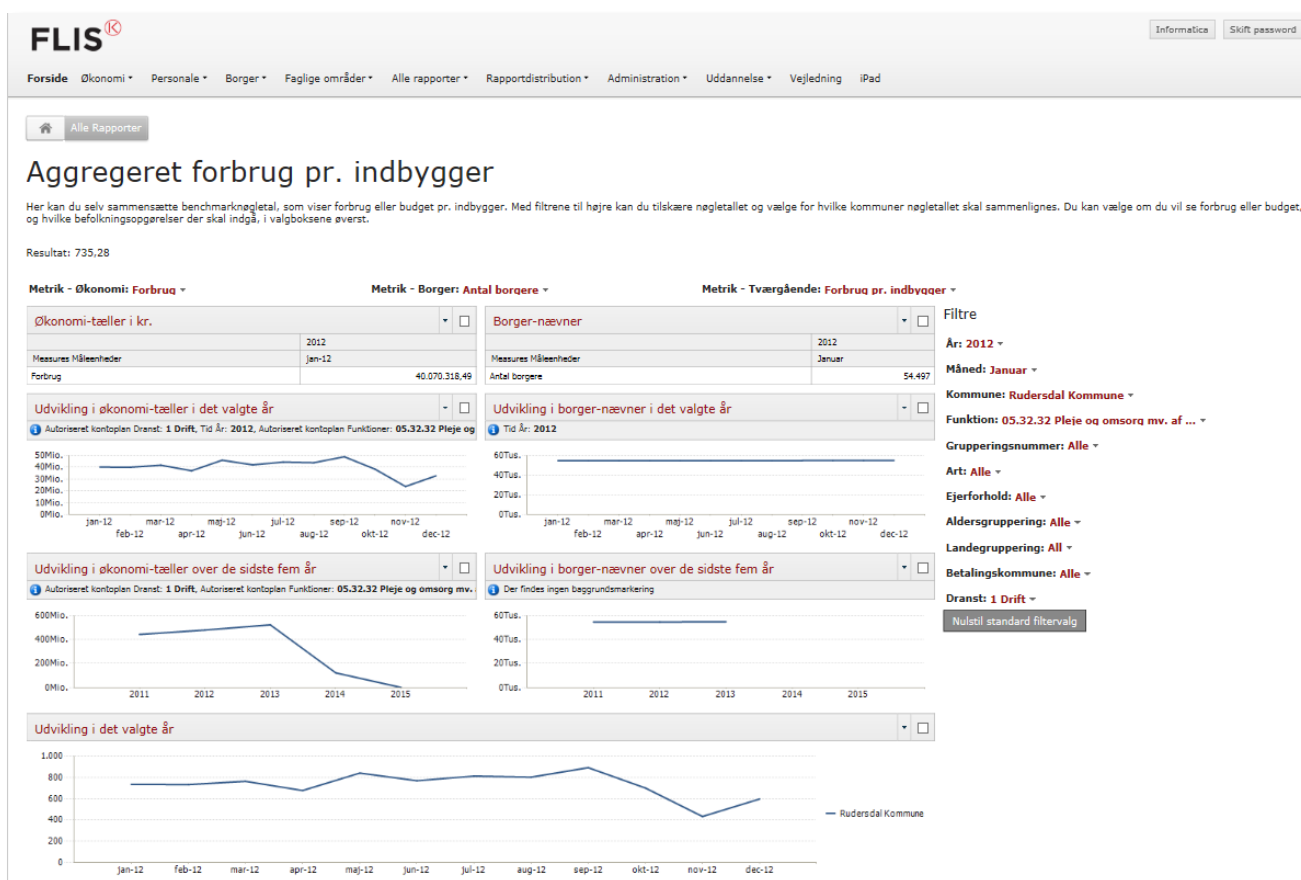 FLIS K
Informatica Skift password
Forside Økonomi Personale Borger Faglige områder Alle rapporter Rapportdistribution Administration Uddannelse Vejledning iPad
Alle Rapporter
Aggregeret forbrug pr. indbygger
Her kan du selv sammensætte benchmarknøgletal, som viser forbrug eller budget pr. indbygger. Med filtrene til højre kan du tilskære nøgletallet og vælge for hvilke kommuner nøgletallet skal sammenlignes. Du kan vælge om du vil se forbrug eller budget,
og hvilke befolkningsopgørelser der skal indgå, i valgboksene øverst.
Resultat: 735,28
Metrik - Økonomi: Forbrug Metrik - Borger: Antal borgere Metrik - Tværgående: Forbrug pr. indbygger
Økonomi-tæller i kr.
2012
Measures Måleenheder jan-12
Forbrug 40.070.318,49
Borger-nævner
2012
Measures Måleenheder Januar
Antal borgere 54.497
Udvikling i økonomi-tæller i det valgte år
Autoriseret kontoplan Dranst: 1 Drift, Tid År: 2012, Autoriseret kontoplan Funktioner: 05.32.32 Pleje og
50Mio.
40Mio.
30Mio.
20Mio.
10Mio.
0Mio.
jan-12 mar-12 maj-12 jul-12 sep-12 nov-12
feb-12 apr-12 jun-12 aug-12 okt-12 dec-12
Udvikling i borger-nævner i det valgte år
Tid År: 2012
60Tus.
40Tus.
20Tus.
0Tus.
jan-12 mar-12 maj-12 jul-12 sep-12 nov-12
feb-12 apr-12 jun-12 aug-12 okt-12 dec-12
Udvikling i økonomi-tæller over de sidste fem år
Autoriseret kontoplan Dranst: 1 Drift, Autoriseret kontoplan Funktioner: 05.32.32 Pleje og omsorg mv.
600Mio.
400Mio.
200Mio.
0Mio.
2011 2012 2013 2014 2015
Udvikling i borger-nævner over de sidste fem år
Der findes ingen baggrundsmarkering
60Tus.
40Tus.
20Tus.
0Tus.
2011 2012 2013 2014 2015
Udvikling i det valgte år
1.000
800
600
400
200
0
jan-12 feb-12 mar-12 apr-12 maj-12 jun-12 jul-12 aug-12 sep-12 okt-12 nov-12 dec-12
Rudersdal Kommune
Filtre
År: 2012
Måned: Januar
Kommune: Rudersdal Kommune
Funktion: 05.32.32 Pleje og omsorg mv. af ...
Grupperingsnummer: Alle
Art: Alle
Ejerforhold: Alle
Aldersgruppering: Alle
Landegruppering: All
Betalingskommune: Alle
Dranst: 1 Drift
Nulstil standard filtervalg